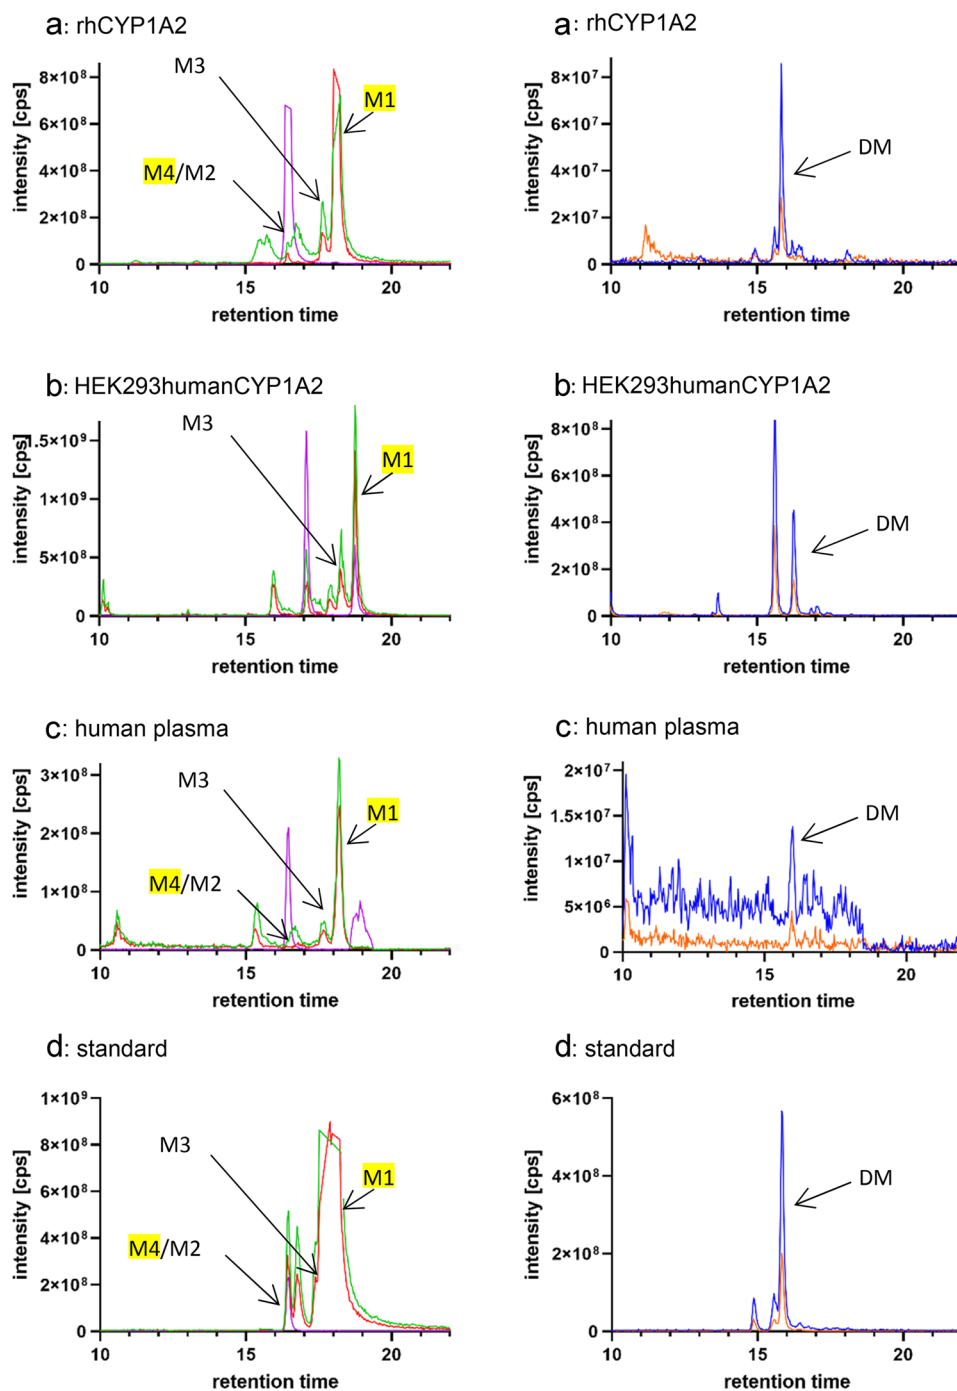 a: rhCYP1A2
M3
M1
M4/M2
intensity [cps]
8×10⁸
6×10⁸
4×10⁸
2×10⁸
0
10
15
20
retention time
a: rhCYP1A2
DM
intensity [cps]
8×10⁷
6×10⁷
4×10⁷
2×10⁷
0
10
15
20
retention time
b: HEK293humanCYP1A2
M3
M1
intensity [cps]
.5×10⁹
1×10⁹
5×10⁸
0
10
15
20
retention time
b: HEK293humanCYP1A2
DM
intensity [cps]
8×10⁸
6×10⁸
4×10⁸
2×10⁸
0
10
15
20
retention time
c: human plasma
M3
M1
M4/M2
intensity [cps]
3×10⁸
2×10⁸
1×10⁸
0
10
15
20
retention time
c: human plasma
DM
intensity [cps]
2×10⁷
1.5×10⁷
1×10⁷
5×10⁶
0
10
15
20
retention time
d: standard
M3
M1
M4/M2
intensity [cps]
1×10⁹
8×10⁸
6×10⁸
4×10⁸
2×10⁸
0
10
15
20
retention time
d: standard
DM
intensity [cps]
6×10⁸
4×10⁸
2×10⁸
0
10
15
20
retention time